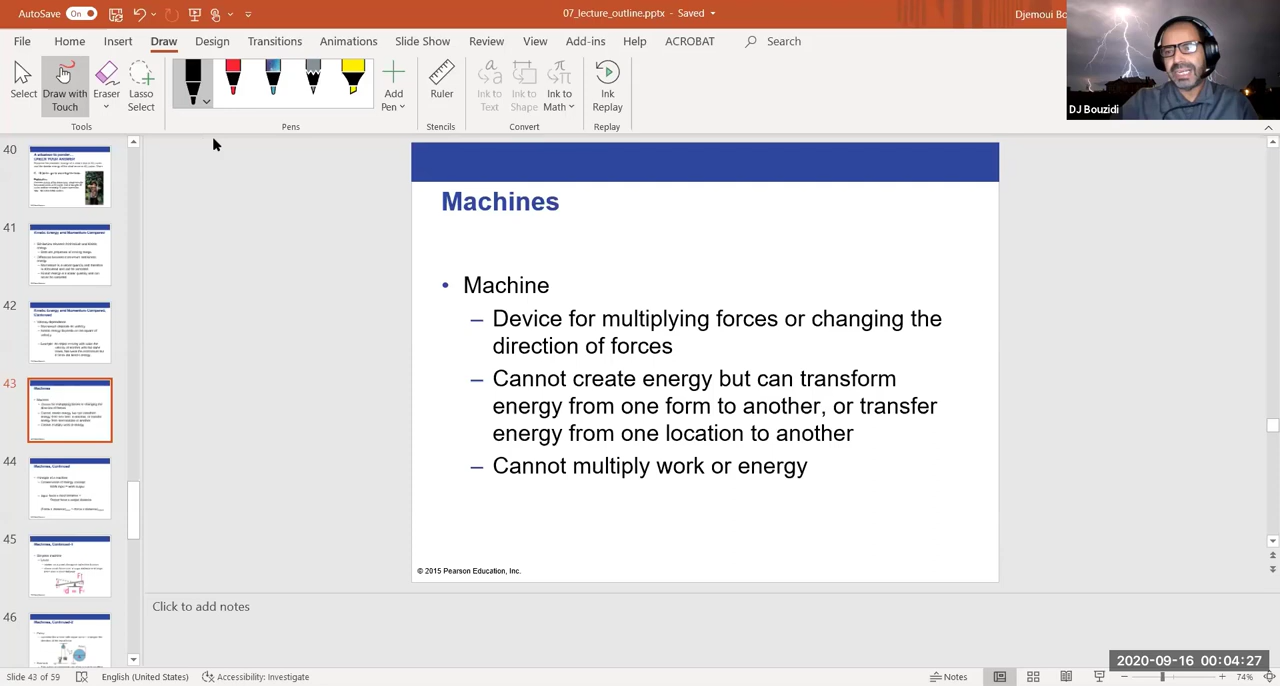 AutoSave On 07_lecture_outline.pptx - Saved Djemoui Bo
File Home Insert Draw Design Transitions Animations Slide Show Review View Add-ins Help ACROBAT Search
Select Draw with Touch Eraser Lasso Select Add Pen Ruler Ink to Text Ink to Shape Ink to Math Ink Replay
Tools Pens Stencils Convert Replay
DJ Bouzidi
40
41
42
43
Machines
44
Machines, Continued
45
46
Machines
• Machine
– Device for multiplying forces or changing the
direction of forces
– Cannot create energy but can transform
energy from one form to another, or transfer
energy from one location to another
– Cannot multiply work or energy
© 2015 Pearson Education, Inc.
Click to add notes
2020-09-16 00:04:27
Slide 43 of 59 English (United States) Accessibility: Investigate Notes 74%